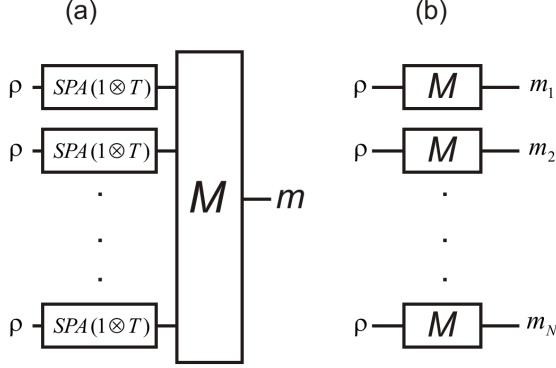 (a) (b)
ρ SPA(1⊗T) ρ M m₁
ρ SPA(1⊗T) ρ M m₂
M m
ρ SPA(1⊗T) ρ M m_N